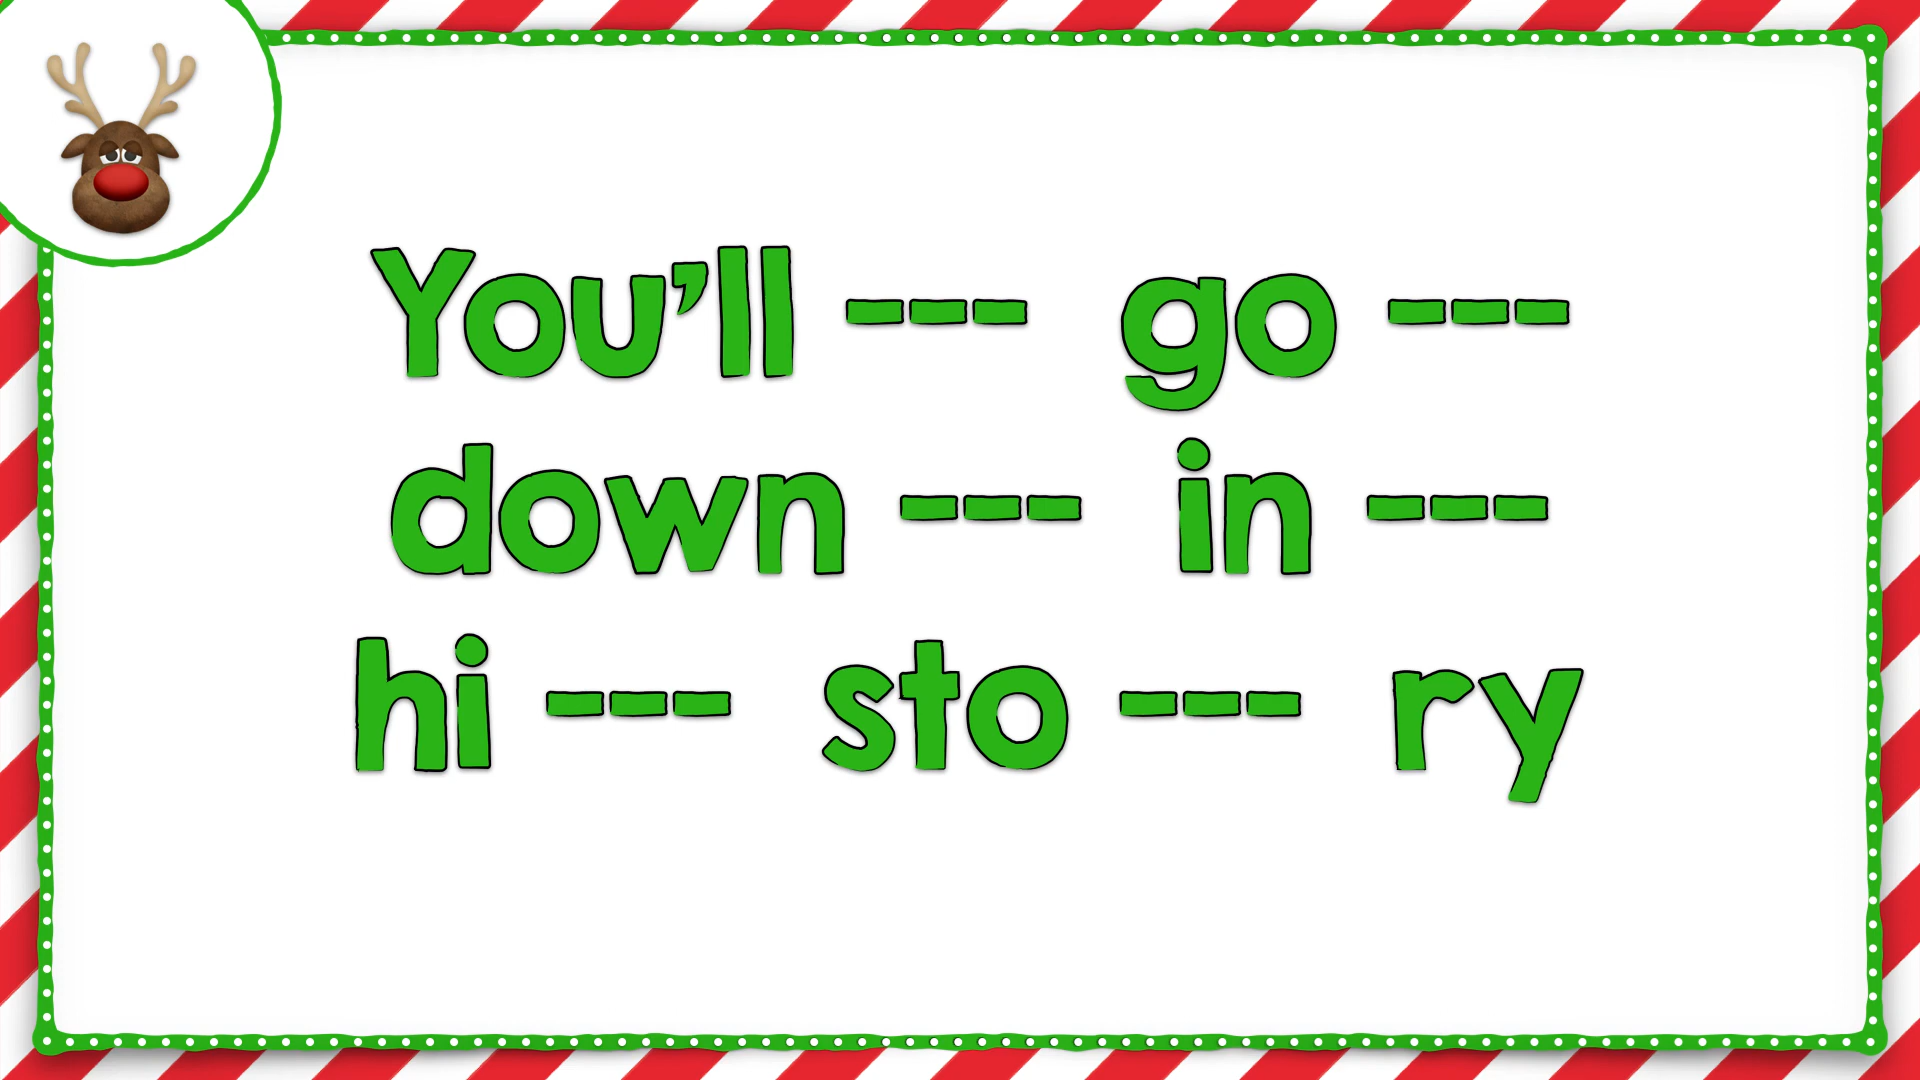 You’ll --- go ---
down --- in ---
hi --- sto --- ry